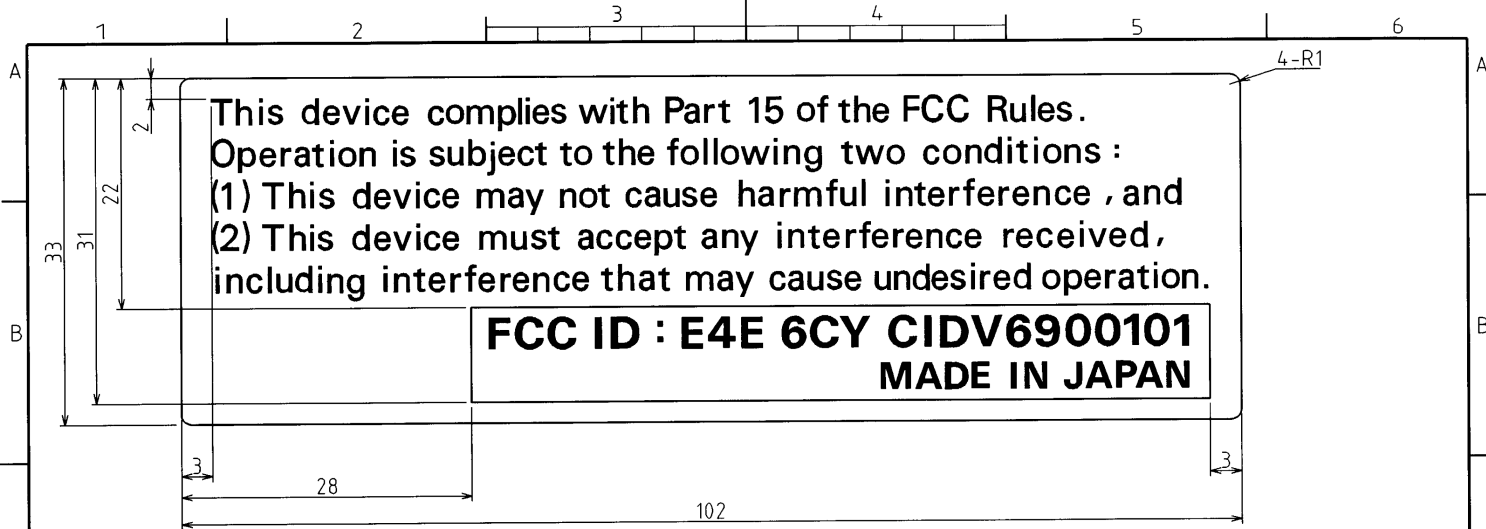 1 2 3 4 5 6
A A
4-R1
This device complies with Part 15 of the FCC Rules.
Operation is subject to the following two conditions :
(1) This device may not cause harmful interference , and
(2) This device must accept any interference received,
including interference that may cause undesired operation.
2
22
31
33
B B
FCC ID : E4E 6CY CIDV6900101
MADE IN JAPAN
3 3
28
102